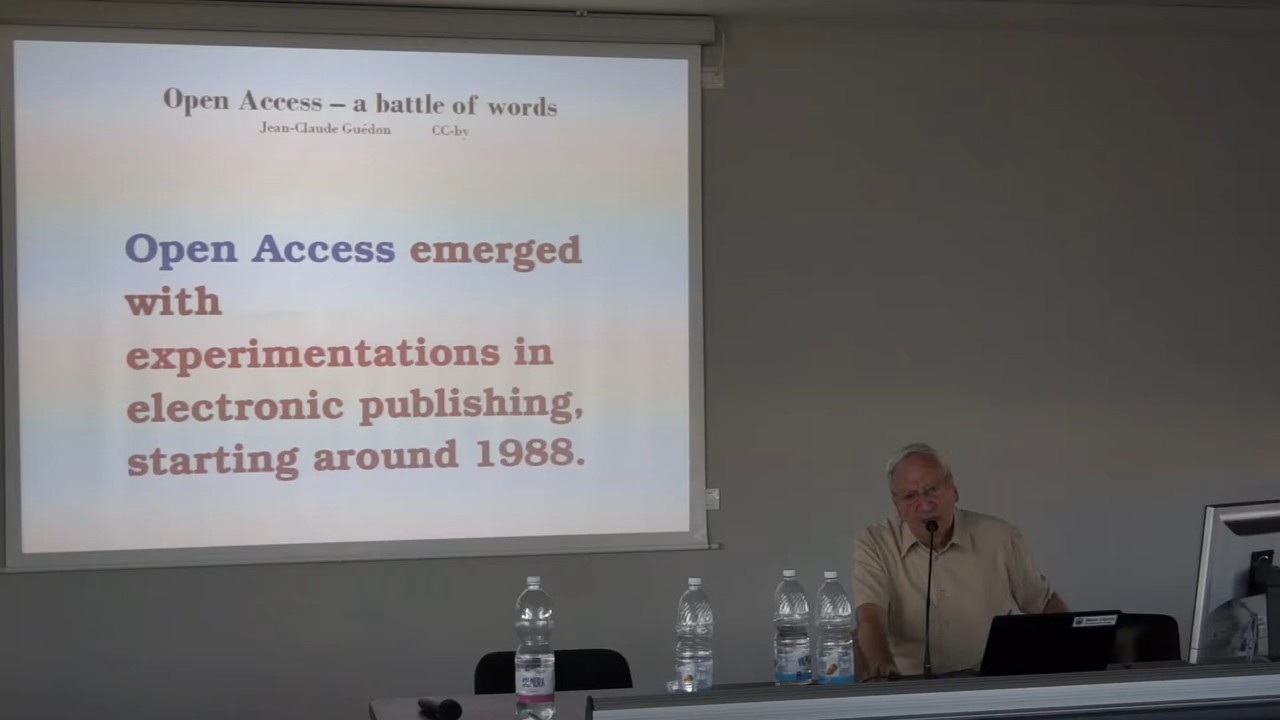 Open Access – a battle of words
Jean-Claude Guédon CC-by
Open Access emerged
with
experimentations in
electronic publishing,
starting around 1988.